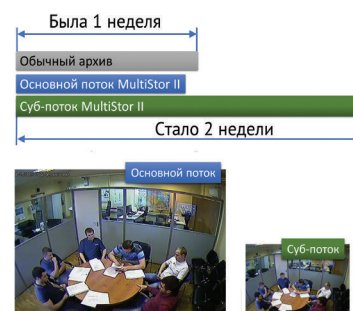 Была 1 неделя
Обычный архив
Основной поток MultiStor II
Суб-поток MultiStor II
Стало 2 недели
Основной поток
Суб-поток